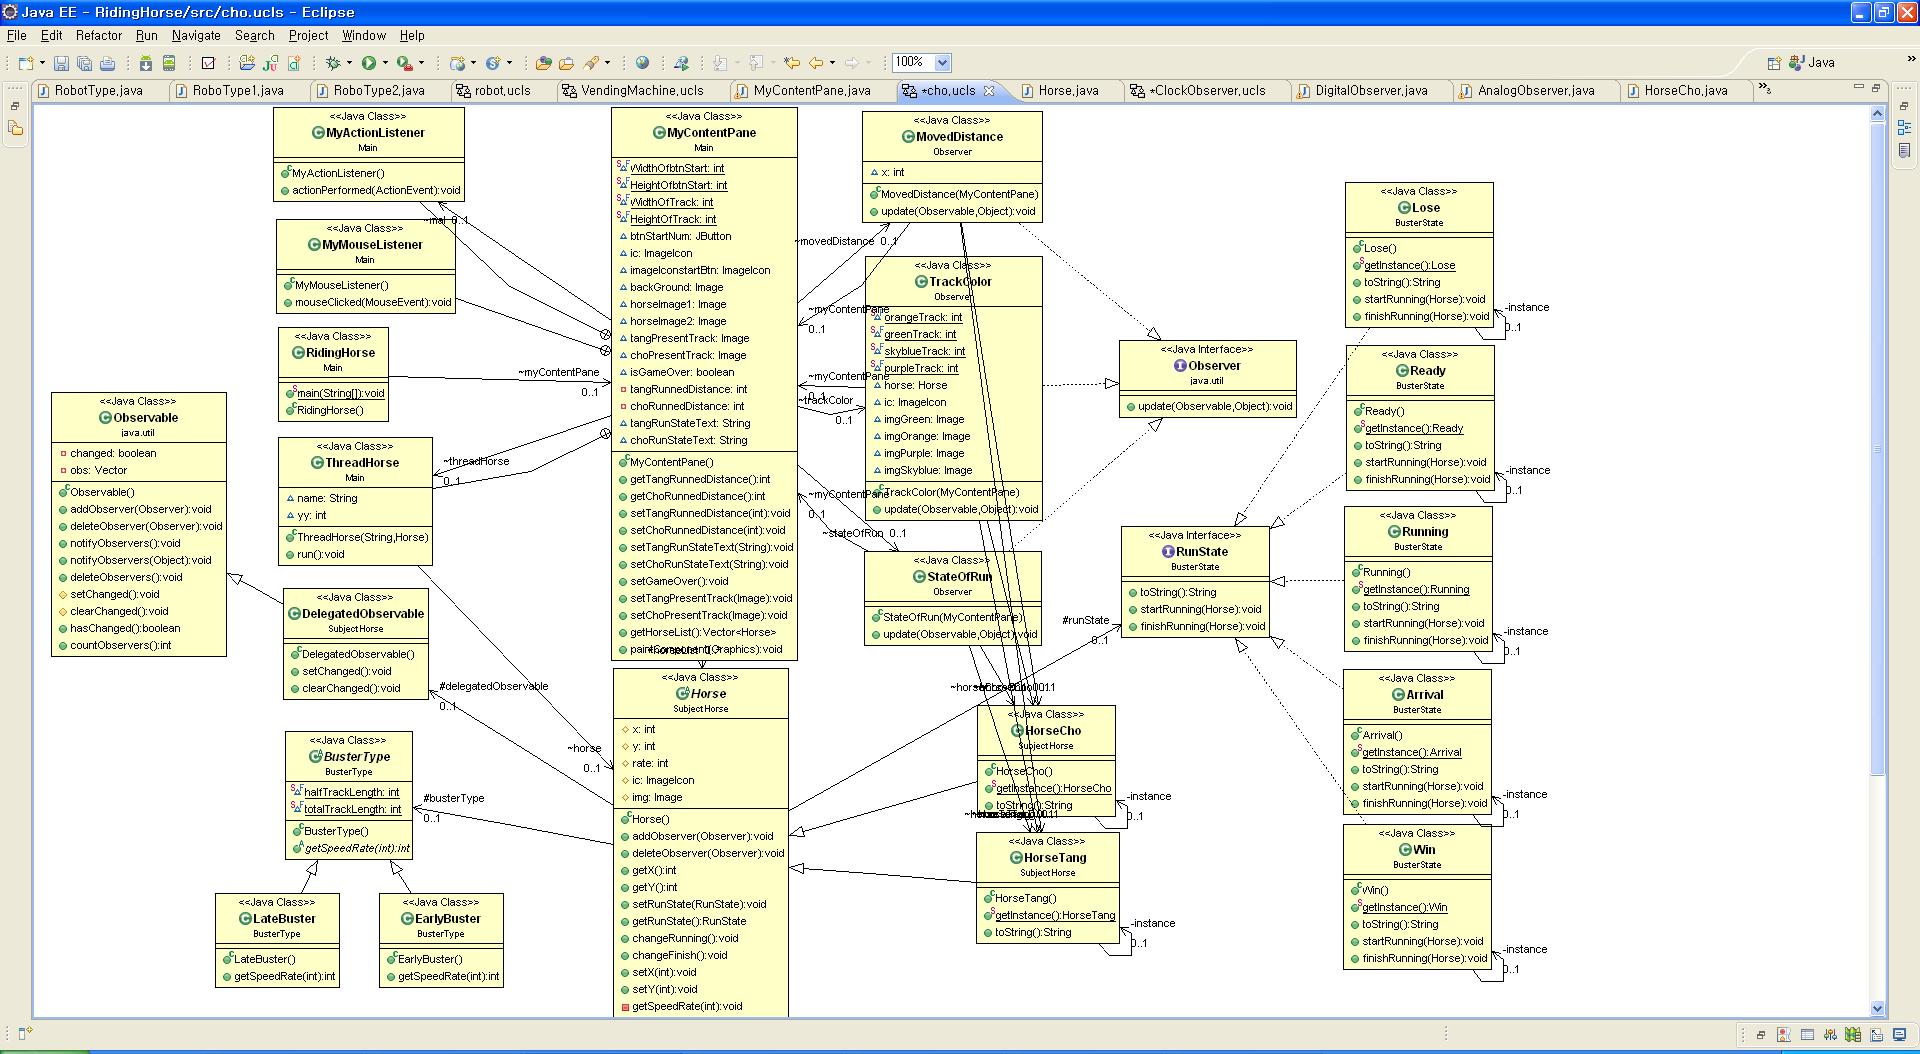 Java EE - RidingHorse/src/cho.ucls - Eclipse
File Edit Refactor Run Navigate Search Project Window Help
100%
Java
RobotType.java RoboType1.java RoboType2.java robot.ucls VendingMachine.ucls MyContentPane.java *cho.ucls Horse.java *ClockObserver.ucls DigitalObserver.java AnalogObserver.java HorseCho.java
<<Java Class>>
MyActionListener
Main
MyActionListener()
actionPerformed(ActionEvent):void
<<Java Class>>
MyMouseListener
Main
MyMouseListener()
mouseClicked(MouseEvent):void
<<Java Class>>
RidingHorse
Main
main(String[]):void
RidingHorse()
<<Java Class>>
ThreadHorse
Main
name: String
yy: int
ThreadHorse(String,Horse)
run():void
<<Java Class>>
Observable
java.util
changed: boolean
obs: Vector
Observable()
addObserver(Observer):void
deleteObserver(Observer):void
notifyObservers():void
notifyObservers(Object):void
deleteObservers():void
setChanged():void
clearChanged():void
hasChanged():boolean
countObservers():int
<<Java Class>>
DelegatedObservable
SubjectHorse
DelegatedObservable()
setChanged():void
clearChanged():void
<<Java Class>>
BusterType
BusterType
halfTrackLength: int
totalTrackLength: int
BusterType()
getSpeedRate(int):int
<<Java Class>>
LateBuster
BusterType
LateBuster()
getSpeedRate(int):int
<<Java Class>>
EarlyBuster
BusterType
EarlyBuster()
getSpeedRate(int):int
~mal 0..1
~myContentPane
0..1
~threadHorse
0..1
#delegatedObservable
0..1
#busterType
0..1
~horse
0..1
<<Java Class>>
MyContentPane
Main
WidthOfbtnStart: int
HeightOfbtnStart: int
WidthOfTrack: int
HeightOfTrack: int
btnStartNum: JButton
ic: ImageIcon
imageIconstartBtn: ImageIcon
backGround: Image
horseImage1: Image
horseImage2: Image
tangPresentTrack: Image
choPresentTrack: Image
isGameOver: boolean
tangRunnedDistance: int
choRunnedDistance: int
tangRunStateText: String
choRunStateText: String
MyContentPane()
getTangRunnedDistance():int
getChoRunnedDistance():int
setTangRunnedDistance(int):void
setChoRunnedDistance(int):void
setTangRunStateText(String):void
setChoRunStateText(String):void
setGameOver():void
setTangPresentTrack(Image):void
setChoPresentTrack(Image):void
getHorseList():Vector<Horse>
paintComponent(Graphics):void
<<Java Class>>
Horse
SubjectHorse
x: int
y: int
rate: int
ic: ImageIcon
img: Image
Horse()
addObserver(Observer):void
deleteObserver(Observer):void
getX():int
getY():int
setRunState(RunState):void
getRunState():RunState
changeRunning():void
changeFinish():void
setX(int):void
setY(int):void
getSpeedRate(int):void
~movedDistance 0..1
~myContentPane
0..1
~myContentPane
0..1
~trackColor
0..1
~myContentPane
0..1
~stateOfRun 0..1
<<Java Class>>
MovedDistance
Observer
x: int
MovedDistance(MyContentPane)
update(Observable,Object):void
<<Java Class>>
TrackColor
Observer
orangeTrack: int
greenTrack: int
skyblueTrack: int
purpleTrack: int
horse: Horse
ic: ImageIcon
imgGreen: Image
imgOrange: Image
imgPurple: Image
imgSkyblue: Image
TrackColor(MyContentPane)
update(Observable,Object):void
<<Java Class>>
StateOfRun
Observer
StateOfRun(MyContentPane)
update(Observable,Object):void
<<Java Class>>
HorseCho
SubjectHorse
HorseCho()
getInstance():HorseCho
toString():String
-instance
0..1
<<Java Class>>
HorseTang
SubjectHorse
HorseTang()
getInstance():HorseTang
toString():String
-instance
0..1
<<Java Interface>>
Observer
java.util
update(Observable,Object):void
#runState
0..1
<<Java Interface>>
RunState
BusterState
toString():String
startRunning(Horse):void
finishRunning(Horse):void
<<Java Class>>
Lose
BusterState
Lose()
getInstance():Lose
toString():String
startRunning(Horse):void
finishRunning(Horse):void
-instance
0..1
<<Java Class>>
Ready
BusterState
Ready()
getInstance():Ready
toString():String
startRunning(Horse):void
finishRunning(Horse):void
-instance
0..1
<<Java Class>>
Running
BusterState
Running()
getInstance():Running
toString():String
startRunning(Horse):void
finishRunning(Horse):void
-instance
0..1
<<Java Class>>
Arrival
BusterState
Arrival()
getInstance():Arrival
toString():String
startRunning(Horse):void
finishRunning(Horse):void
-instance
0..1
<<Java Class>>
Win
BusterState
Win()
getInstance():Win
toString():String
startRunning(Horse):void
finishRunning(Horse):void
-instance
0..1